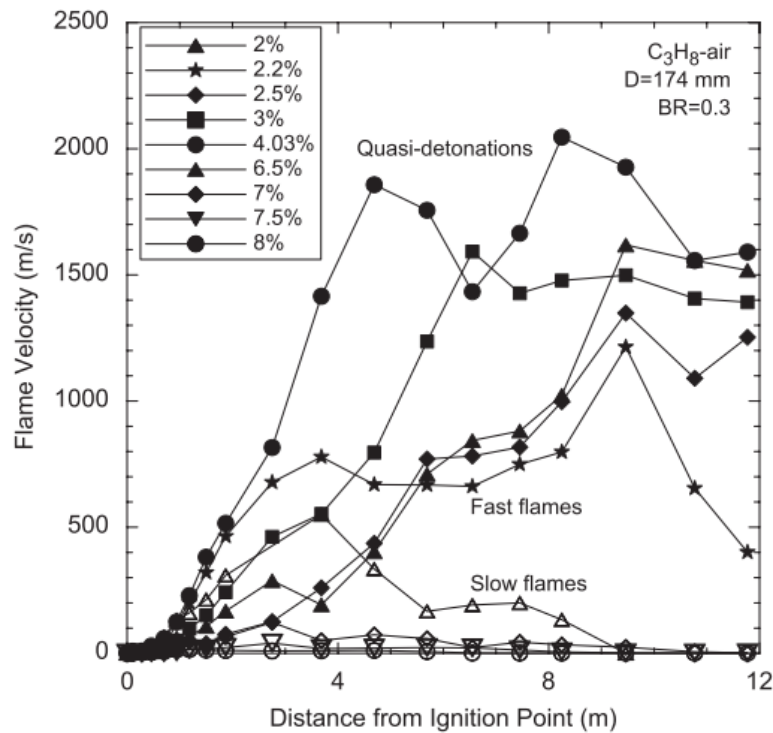 2500
2000
1500
1000
500
0
0
4
8
12
Flame Velocity (m/s)
Distance from Ignition Point (m)
2%
2.2%
2.5%
3%
4.03%
6.5%
7%
7.5%
8%
C₃H₈-air
D=174 mm
BR=0.3
Quasi-detonations
Fast flames
Slow flames